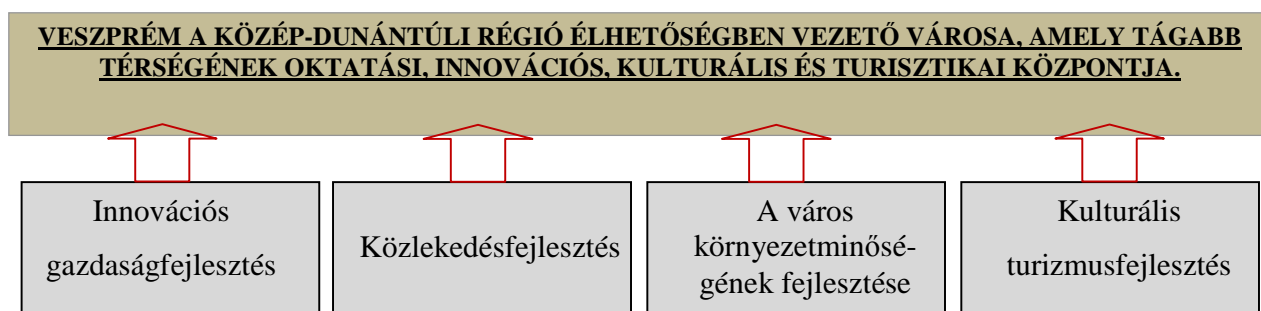 VESZPRÉM A KÖZÉP-DUNÁNTÚLI RÉGIÓ ÉLHETŐSÉGBEN VEZETŐ VÁROSA, AMELY TÁGABB
TÉRSÉGÉNEK OKTATÁSI, INNOVÁCIÓS, KULTURÁLIS ÉS TURISZTIKAI KÖZPONTJA.
Innovációs
gazdaságfejlesztés
Közlekedésfejlesztés
A város
környezetminősé-
gének fejlesztése
Kulturális
turizmusfejlesztés